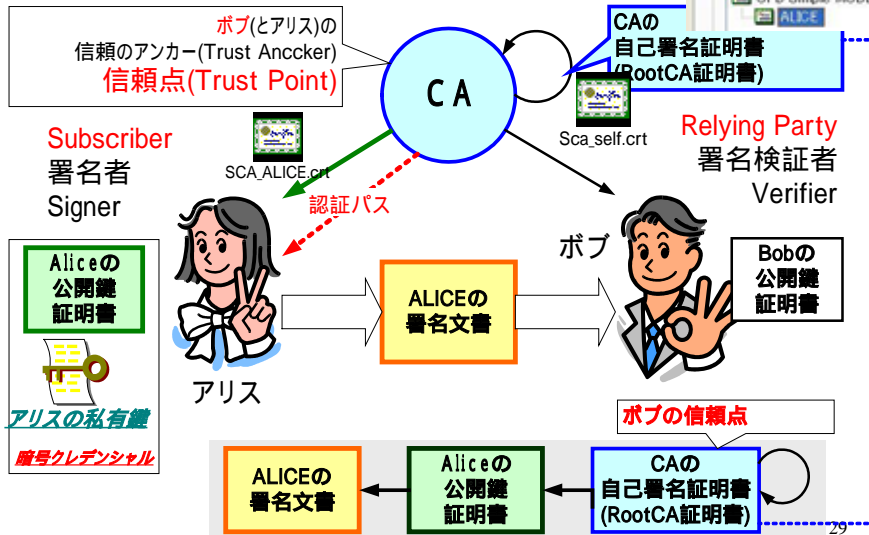 ALICE
ボブ(とアリス)の
信頼のアンカー(Trust Anccker)
信頼点(Trust Point)
CA
CAの
自己署名証明書
(RootCA証明書)
Sca_self.crt
SCA_ALICE.crt
Subscriber
署名者
Signer
Relying Party
署名検証者
Verifier
認証パス
Aliceの
公開鍵
証明書
アリスの私有鍵
暗号クレデンシャル
アリス
ALICEの
署名文書
ボブ
Bobの
公開鍵
証明書
ボブの信頼点
ALICEの
署名文書
Aliceの
公開鍵
証明書
CAの
自己署名証明書
(RootCA証明書)
29